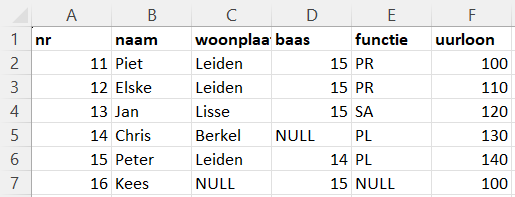 A B C D E F
1 nr naam woonplaat baas functie uurloon
2 11 Piet Leiden 15 PR 100
3 12 Elske Leiden 15 PR 110
4 13 Jan Lisse 15 SA 120
5 14 Chris Berkel NULL PL 130
6 15 Peter Leiden 14 PL 140
7 16 Kees NULL 15 NULL 100